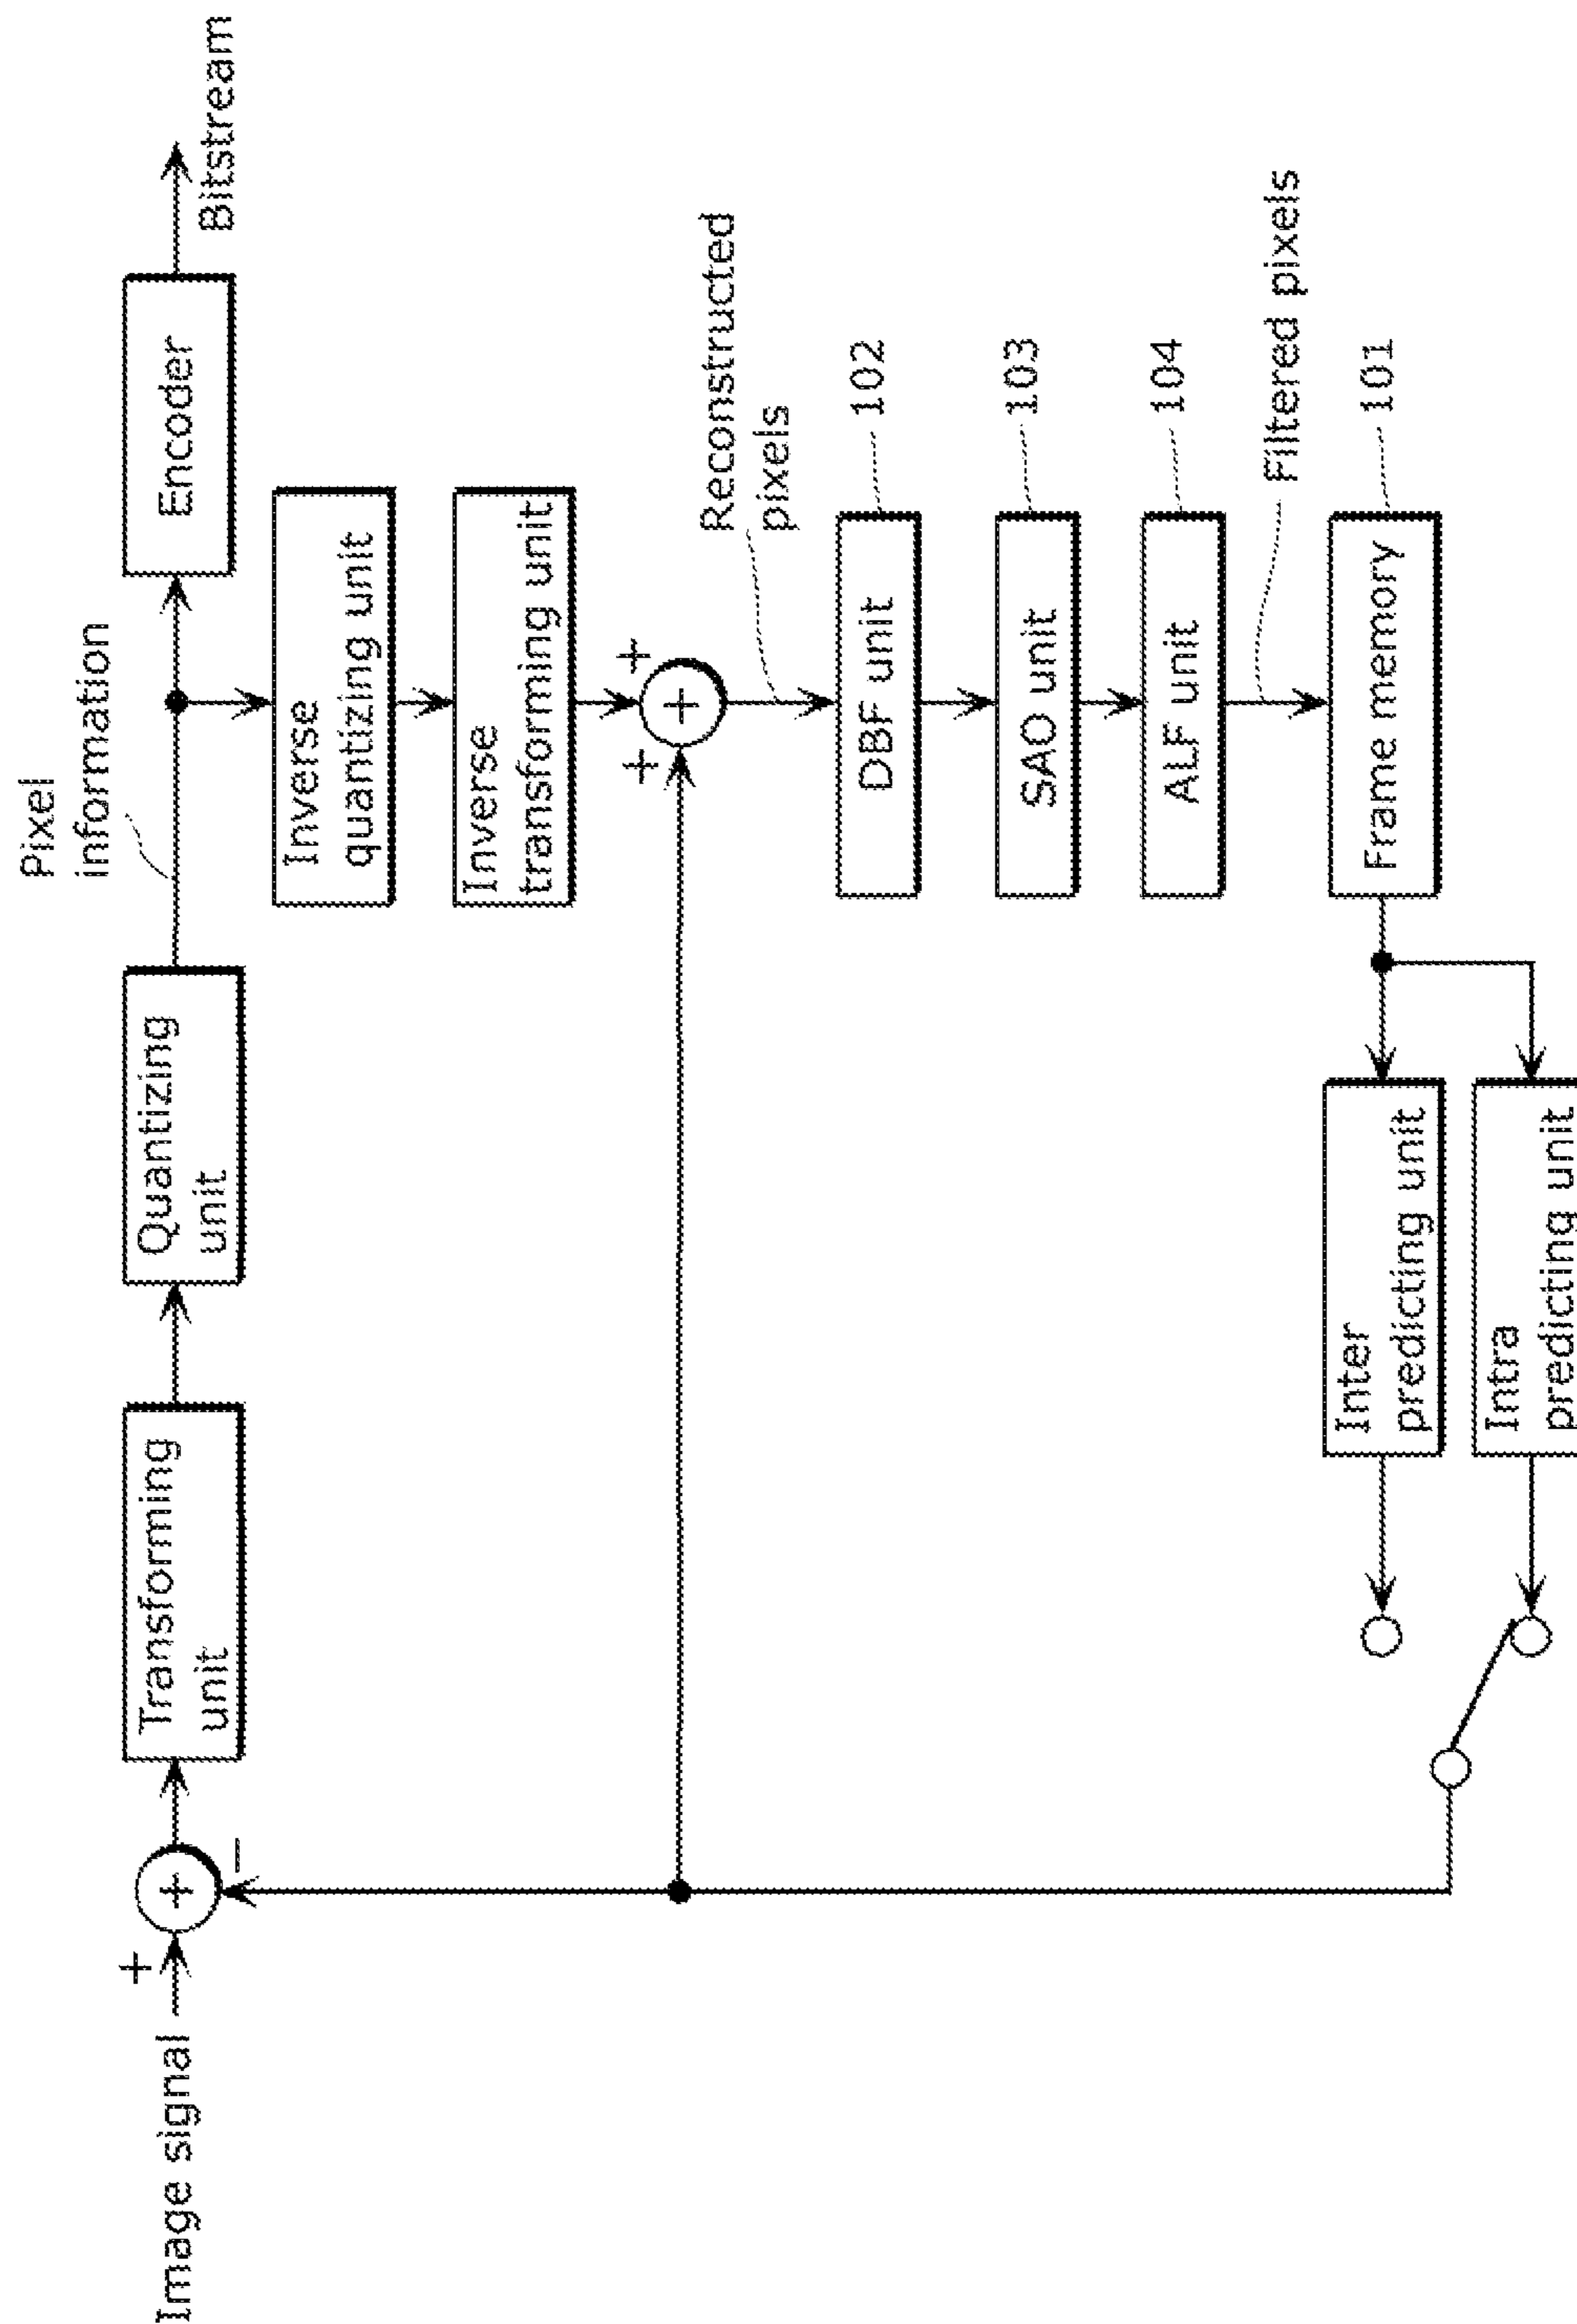 Image signal
+
+
−
Transforming
unit
Quantizing
unit
Pixel
information
Encoder
Bitstream
Inverse
quantizing unit
Inverse
transforming unit
+
+
+
Reconstructed
pixels
DBF unit
102
SAO unit
103
ALF unit
104
Filtered pixels
Frame memory
101
Inter
predicting unit
Intra
predicting unit